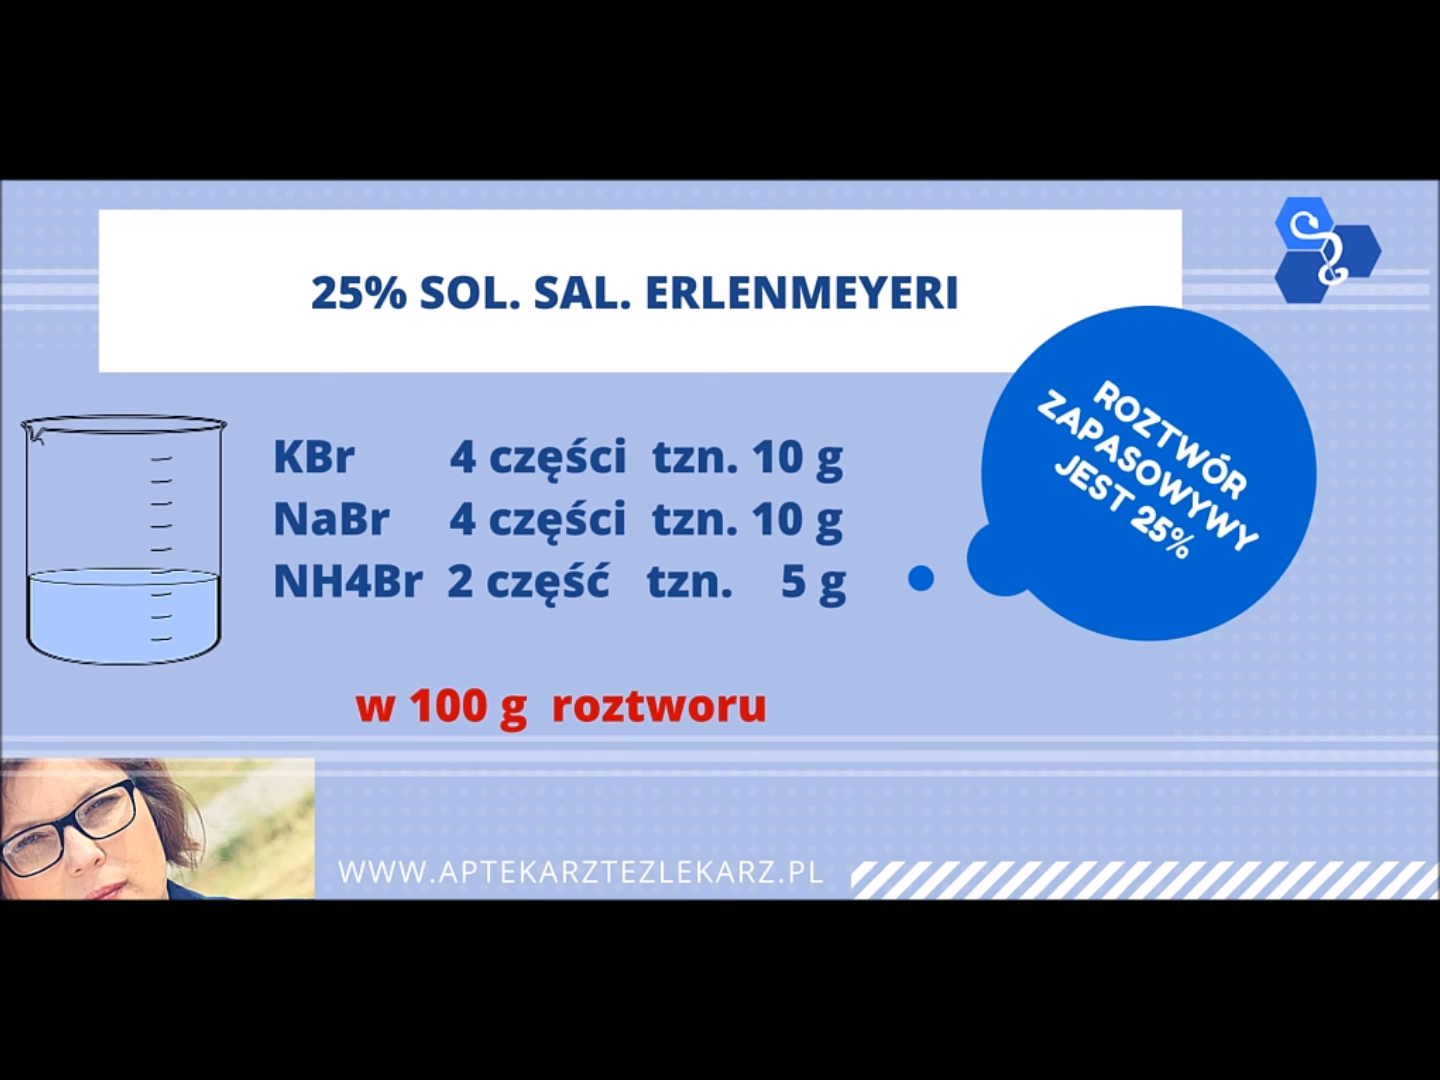 25% SOL. SAL. ERLENMEYERI
ROZTWÓR
ZAPASOWYWY
JEST 25%
KBr 4 części tzn. 10 g
NaBr 4 części tzn. 10 g
NH4Br 2 część tzn. 5 g
w 100 g roztworu
WWW.APTEKARZTEZLEKARZ.PL